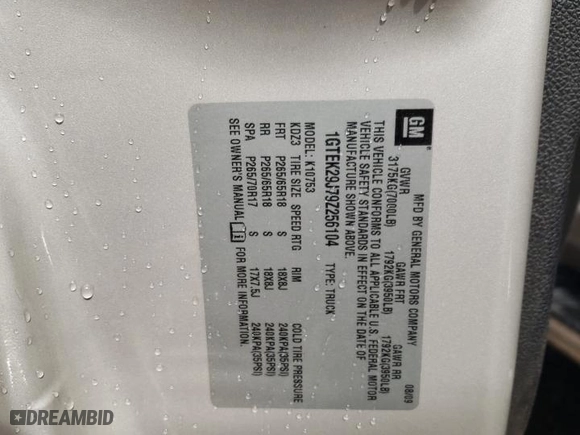 GM
MFD BY GENERAL MOTORS COMPANY
08/09
GVWR GAWR FRT GAWR RR
3175KG(7000LB) 1792KG(3950LB) 1792KG(3950LB)
THIS VEHICLE CONFORMS TO ALL APPLICABLE U.S. FEDERAL MOTOR
VEHICLE SAFETY STANDARDS IN EFFECT ON THE DATE OF
MANUFACTURE SHOWN ABOVE.
1GTEK29J79Z256104 TYPE: TRUCK
MODEL: K10753
KDZ3 TIRE SIZE SPEED RTG RIM COLD TIRE PRESSURE
FRT P265/65R18 S 18X8J 240KPA(35PSI)
RR P265/65R18 S 18X8J 240KPA(35PSI)
SPA P265/70R17 S 17X7.5J 240KPA(35PSI)
SEE OWNER'S MANUAL FOR MORE INFORMATION.
DREAMBID